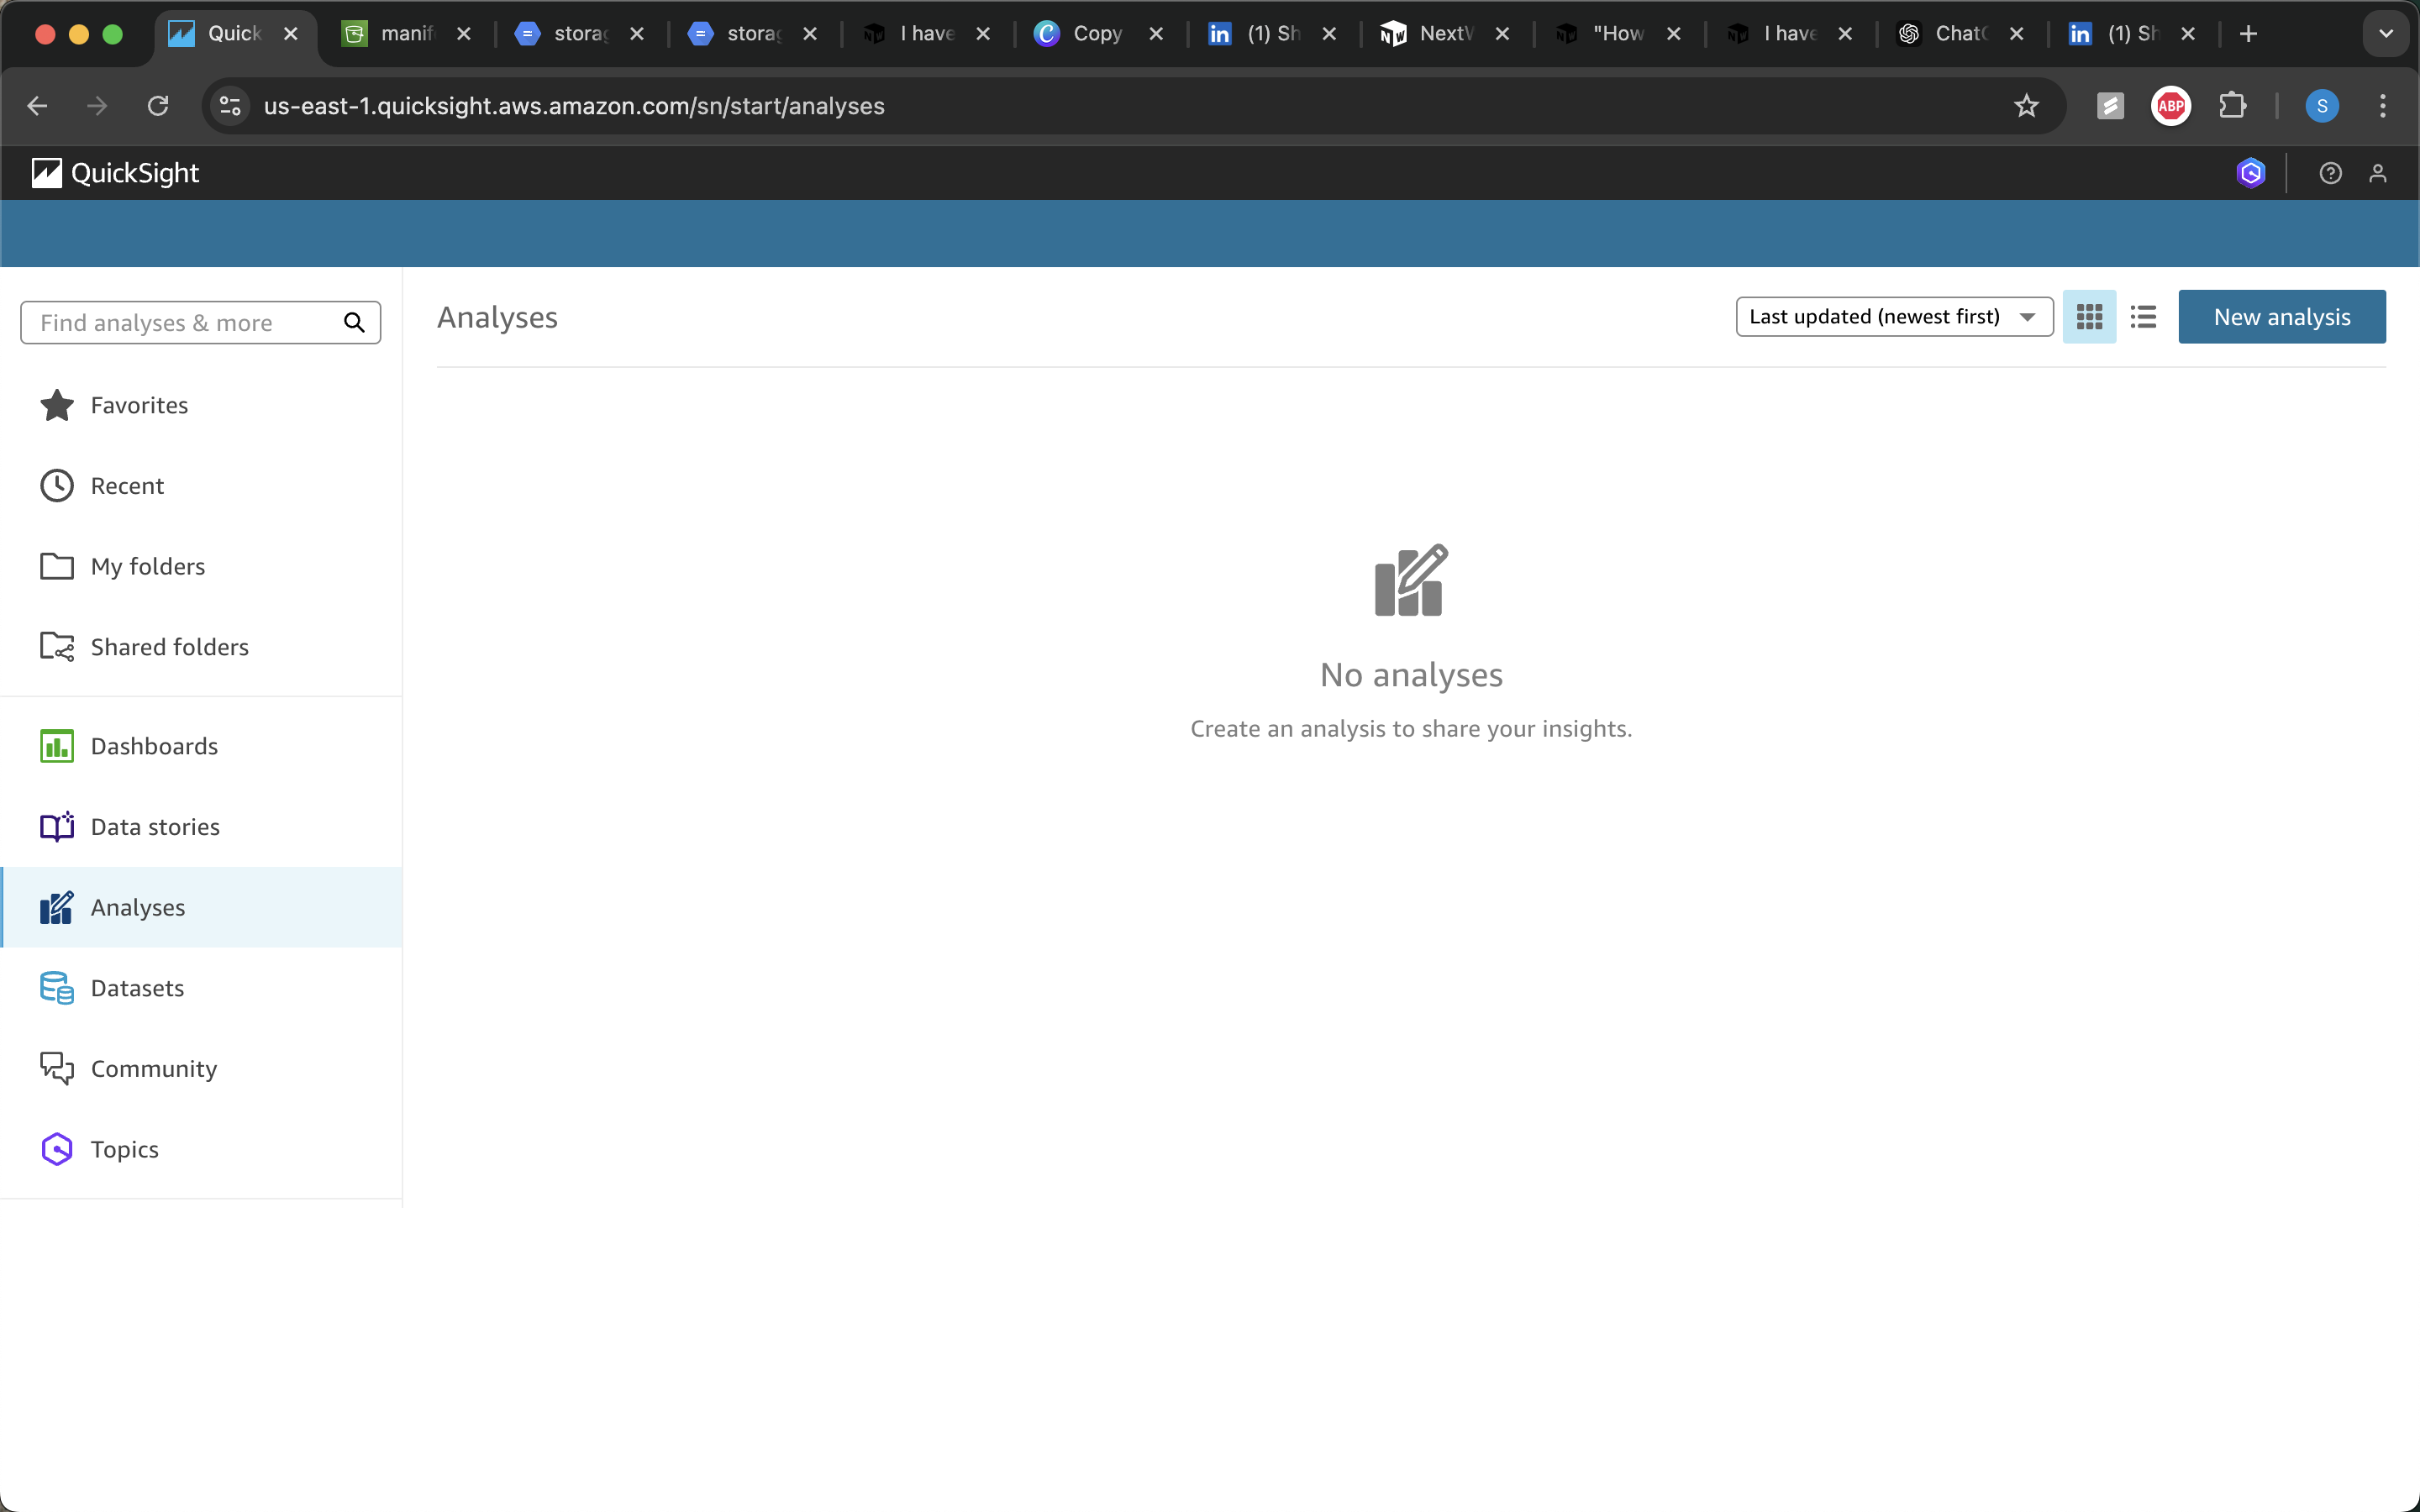 Quick
manif
storag
storag
I have
Copy
(1) Sh
NextW
"How
I have
ChatG
(1) Sh
us-east-1.quicksight.aws.amazon.com/sn/start/analyses
ABP
S
QuickSight
Find analyses & more
Analyses
Last updated (newest first)
New analysis
Favorites
Recent
My folders
Shared folders
No analyses
Create an analysis to share your insights.
Dashboards
Data stories
Analyses
Datasets
Community
Topics